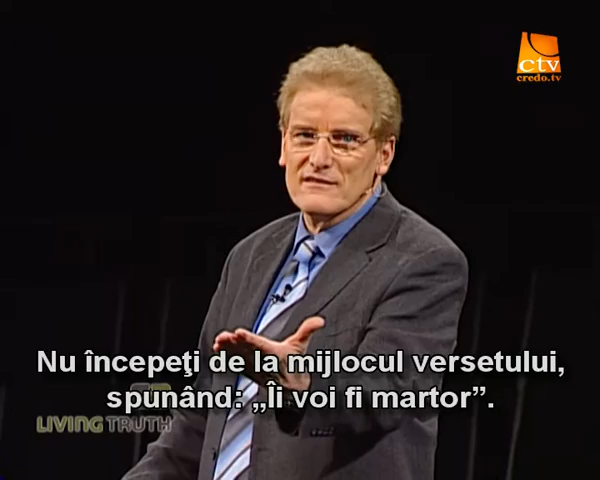 ctv
credo.tv
Nu începeţi de la mijlocul versetului,
spunând: „Îi voi fi martor”.
LIVING TRUTH